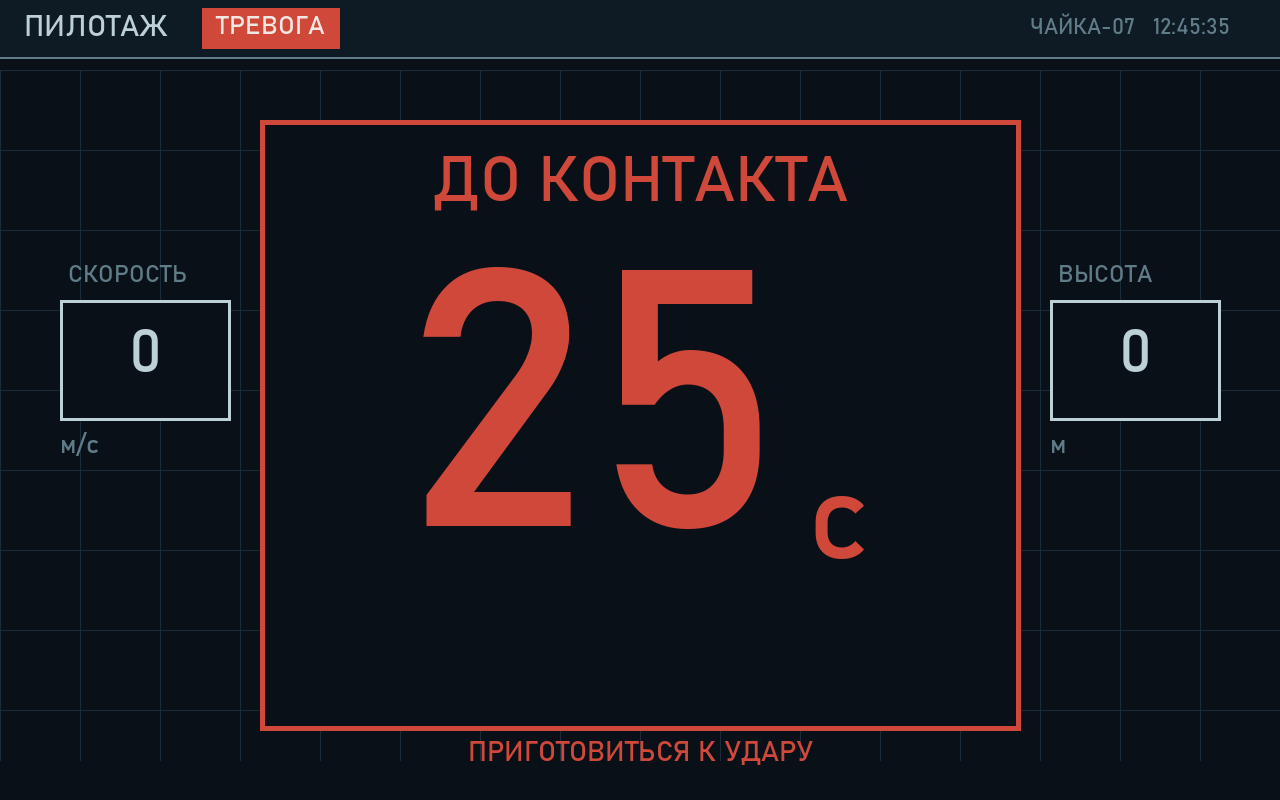 ПИЛОТАЖ ТРЕВОГА ЧАЙКА-07 12:45:35
ДО КОНТАКТА
25 с
СКОРОСТЬ
0
м/с
ВЫСОТА
0
м
ПРИГОТОВИТЬСЯ К УДАРУ